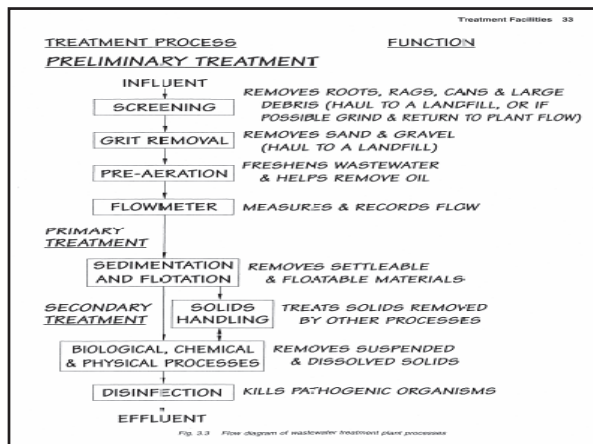 Treatment Facilities 33
TREATMENT PROCESS FUNCTION
PRELIMINARY TREATMENT
INFLUENT
SCREENING
REMOVES ROOTS, RAGS, CANS & LARGE
DEBRIS (HAUL TO A LANDFILL, OR IF
POSSIBLE GRIND & RETURN TO PLANT FLOW)
GRIT REMOVAL
REMOVES SAND & GRAVEL
(HAUL TO A LANDFILL)
PRE-AERATION
FRESHENS WASTEWATER
& HELPS REMOVE OIL
FLOWMETER
MEASURES & RECORDS FLOW
PRIMARY
TREATMENT
SEDIMENTATION
AND FLOTATION
REMOVES SETTLEABLE
& FLOATABLE MATERIALS
SECONDARY
TREATMENT
SOLIDS
HANDLING
TREATS SOLIDS REMOVED
BY OTHER PROCESSES
BIOLOGICAL, CHEMICAL
& PHYSICAL PROCESSES
REMOVES SUSPENDED
& DISSOLVED SOLIDS
DISINFECTION
KILLS PATHOGENIC ORGANISMS
EFFLUENT
Fig. 3.3 Flow diagram of wastewater treatment plant processes